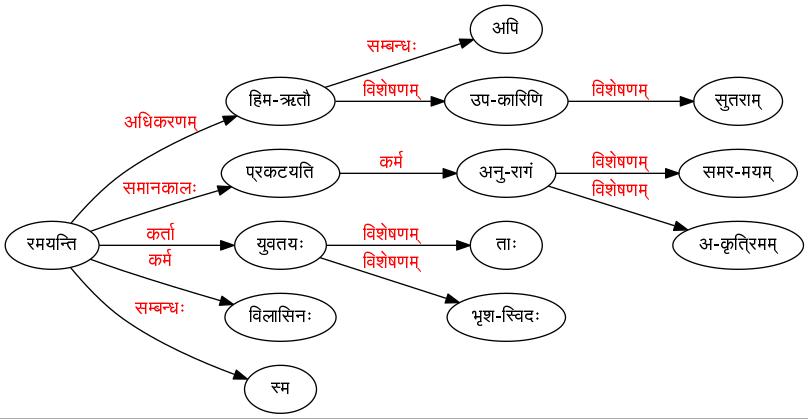 अपि
सम्बन्धः
हिम-ऋतौ
विशेषणम्
उप-कारिणि
विशेषणम्
सुतराम्
अधिकरणम्
प्रकटयति
कर्म
अनु-रागं
विशेषणम्
समर-मयम्
समानकालः
विशेषणम्
रमयन्ति
कर्ता
युवतयः
विशेषणम्
ताः
अ-कृत्रिमम्
कर्म
विशेषणम्
सम्बन्धः
विलासिनः
भृश-स्विदः
स्म